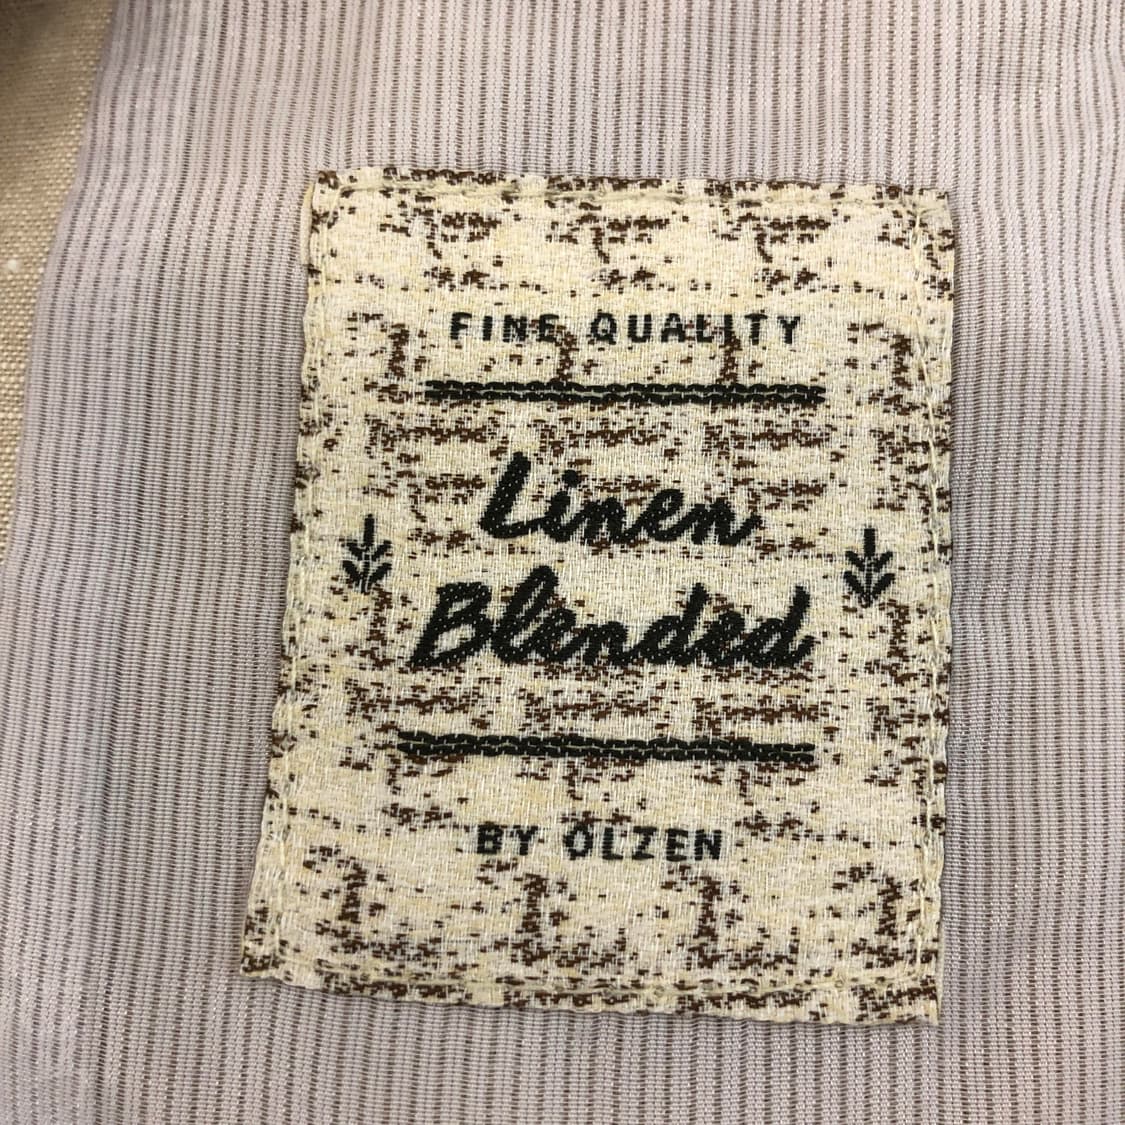 FINE QUALITY
Linen
Blended
BY OLZEN